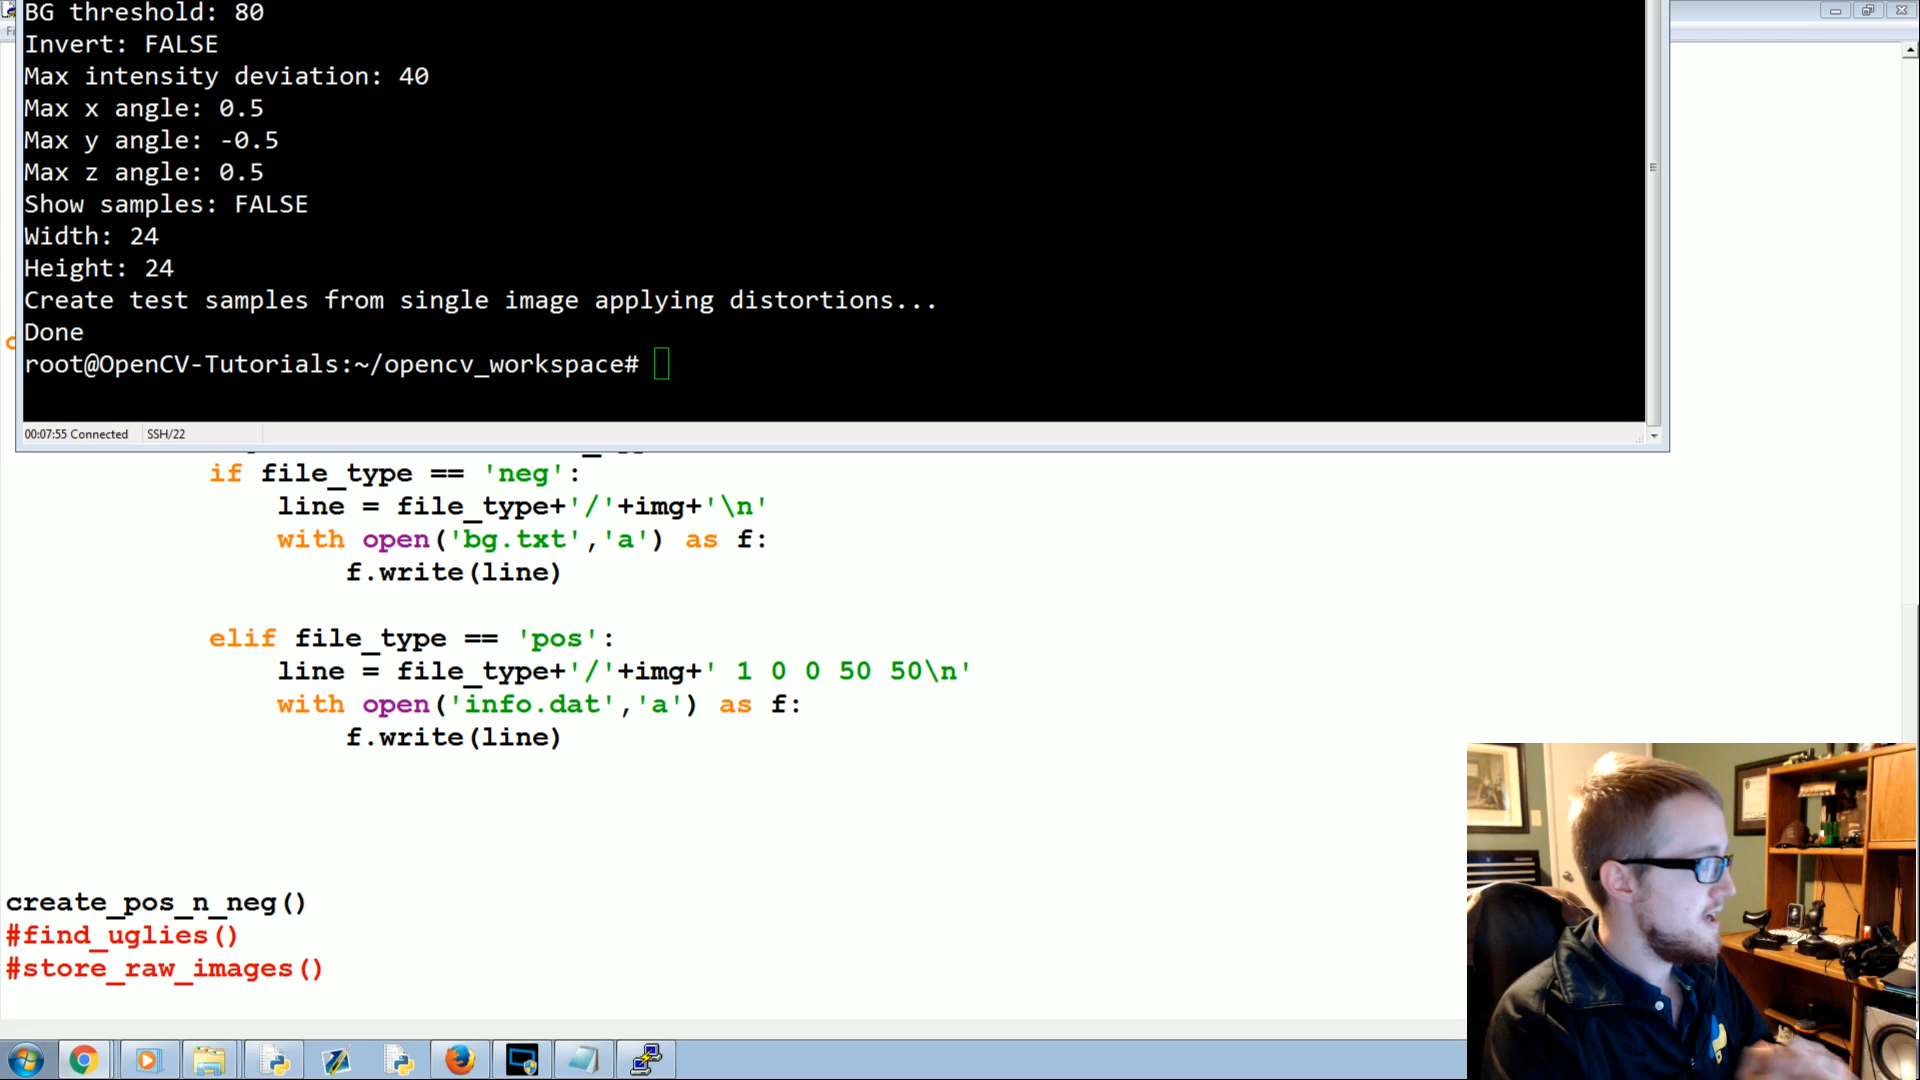 BG threshold: 80
Invert: FALSE
Max intensity deviation: 40
Max x angle: 0.5
Max y angle: -0.5
Max z angle: 0.5
Show samples: FALSE
Width: 24
Height: 24
Create test samples from single image applying distortions...
Done
root@OpenCV-Tutorials:~/opencv_workspace#
00:07:55 Connected SSH/22
if file_type == 'neg':
line = file_type+'/'+img+'\n'
with open('bg.txt','a') as f:
f.write(line)
elif file_type == 'pos':
line = file_type+'/'+img+' 1 0 0 50 50\n'
with open('info.dat','a') as f:
f.write(line)
create_pos_n_neg()
#find_uglies()
#store_raw_images()